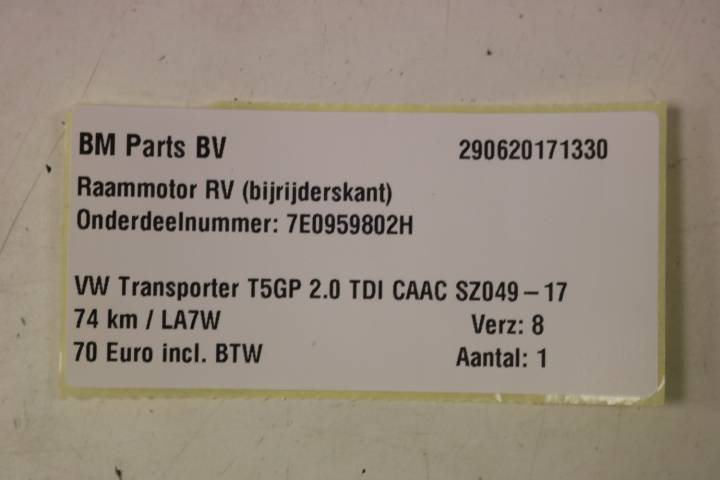 BM Parts BV 290620171330
Raammotor RV (bijrijderskant)
Onderdeelnummer: 7E0959802H
VW Transporter T5GP 2.0 TDI CAAC SZ049-17
74 km / LA7W Verz: 8
70 Euro incl. BTW Aantal: 1